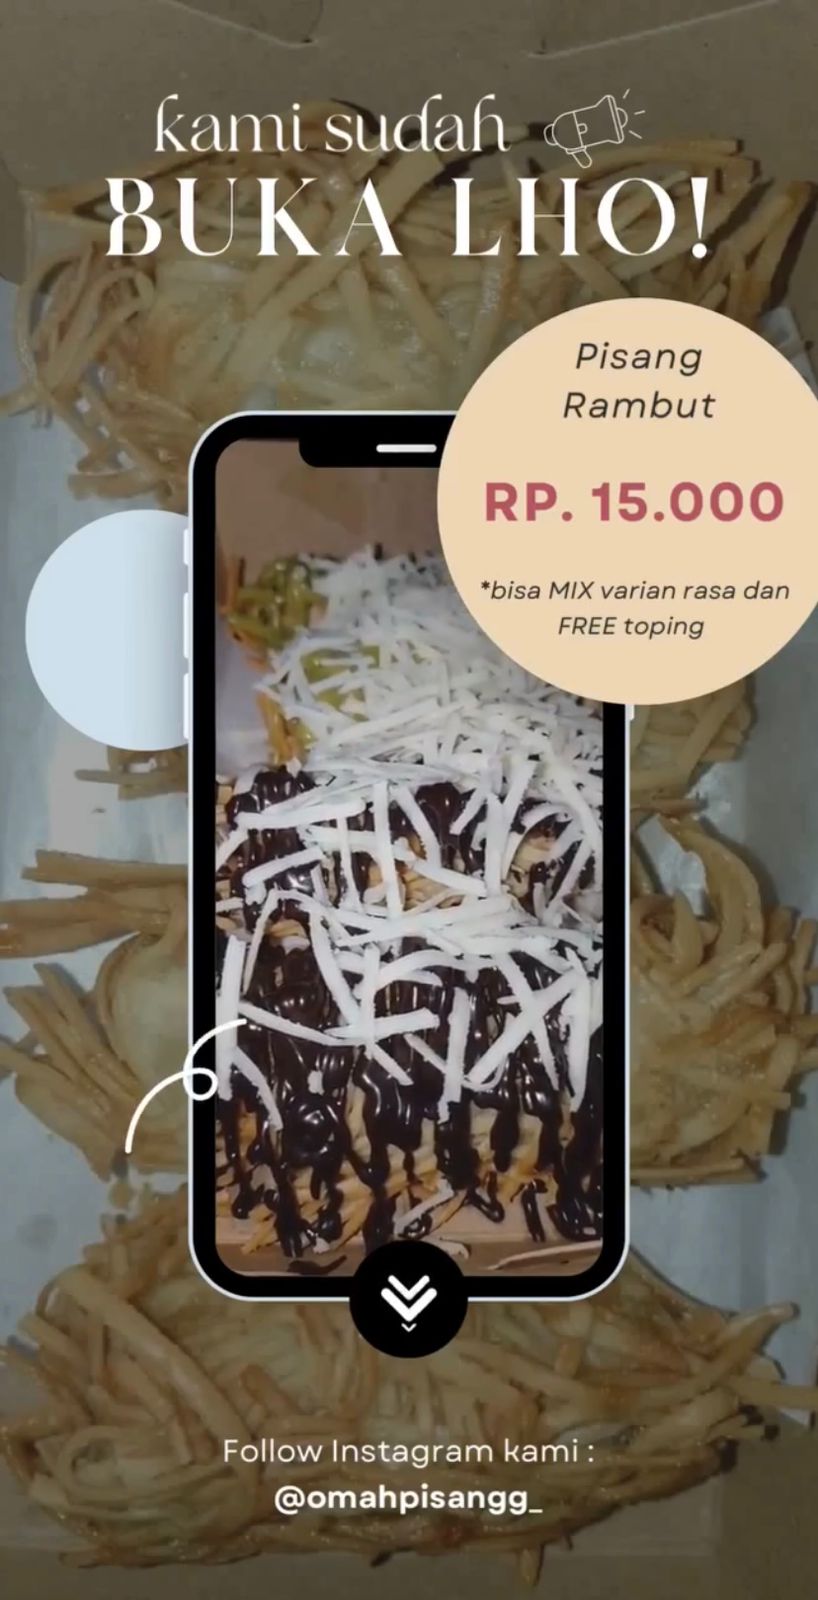 kami sudah
BUKA LHO!
Pisang
Rambut
RP. 15.000
*bisa MIX varian rasa dan
FREE toping
Follow Instagram kami :
@omahpisangg_